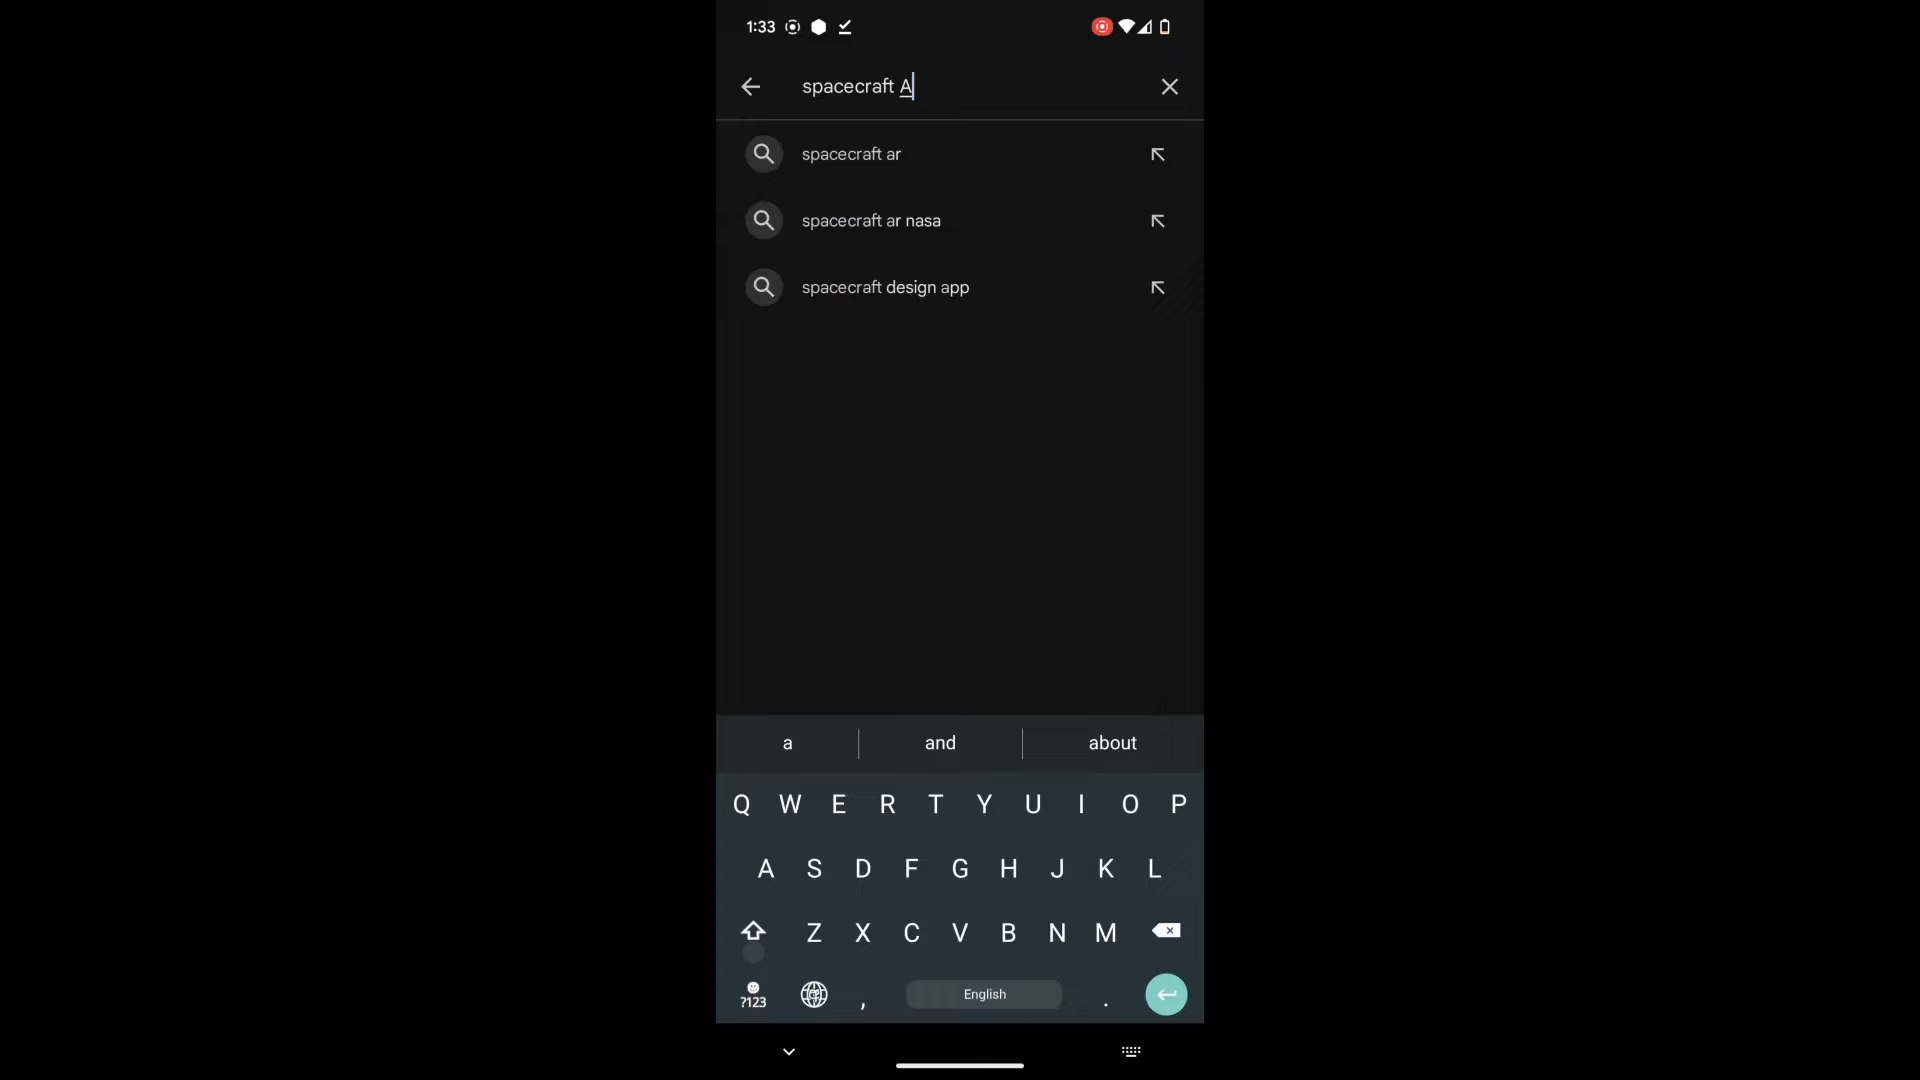 1:33
spacecraft A
spacecraft ar
spacecraft ar nasa
spacecraft design app
a and about
Q W E R T Y U I O P
A S D F G H J K L
Z X C V B N M
?123 , English .